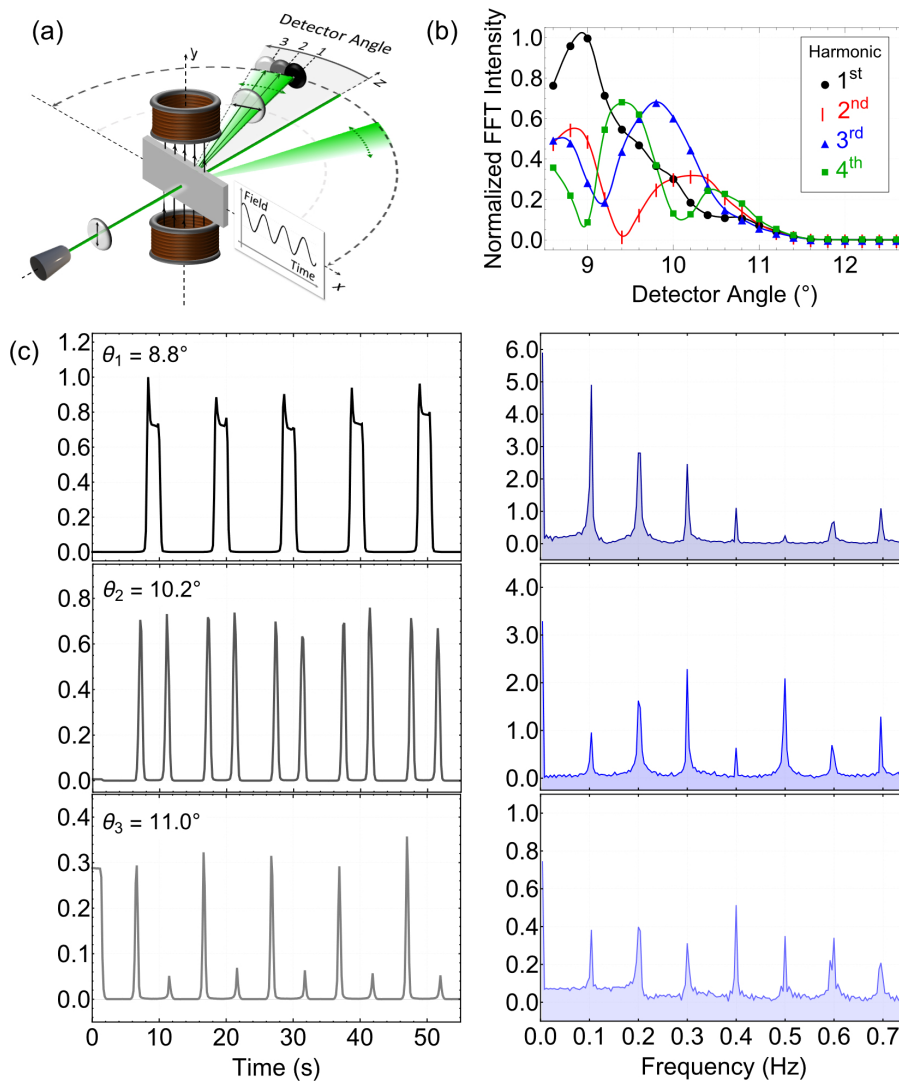 (a)
y
Detector Angle
3 2 1
z
Field
Time
x
(b)
Normalized FFT Intensity
1.0
0.8
0.6
0.4
0.2
0.0
9 10 11 12
Detector Angle (°)
Harmonic
1st
2nd
3rd
4th
(c)
θ1 = 8.8°
1.2
1.0
0.8
0.6
0.4
0.2
0.0
6.0
5.0
4.0
3.0
2.0
1.0
0.0
θ2 = 10.2°
0.8
0.6
0.4
0.2
0.0
4.0
3.0
2.0
1.0
0.0
θ3 = 11.0°
0.4
0.3
0.2
0.1
0.0
0 10 20 30 40 50
Time (s)
1.0
0.8
0.6
0.4
0.2
0.0
0.0 0.1 0.2 0.3 0.4 0.5 0.6 0.7
Frequency (Hz)